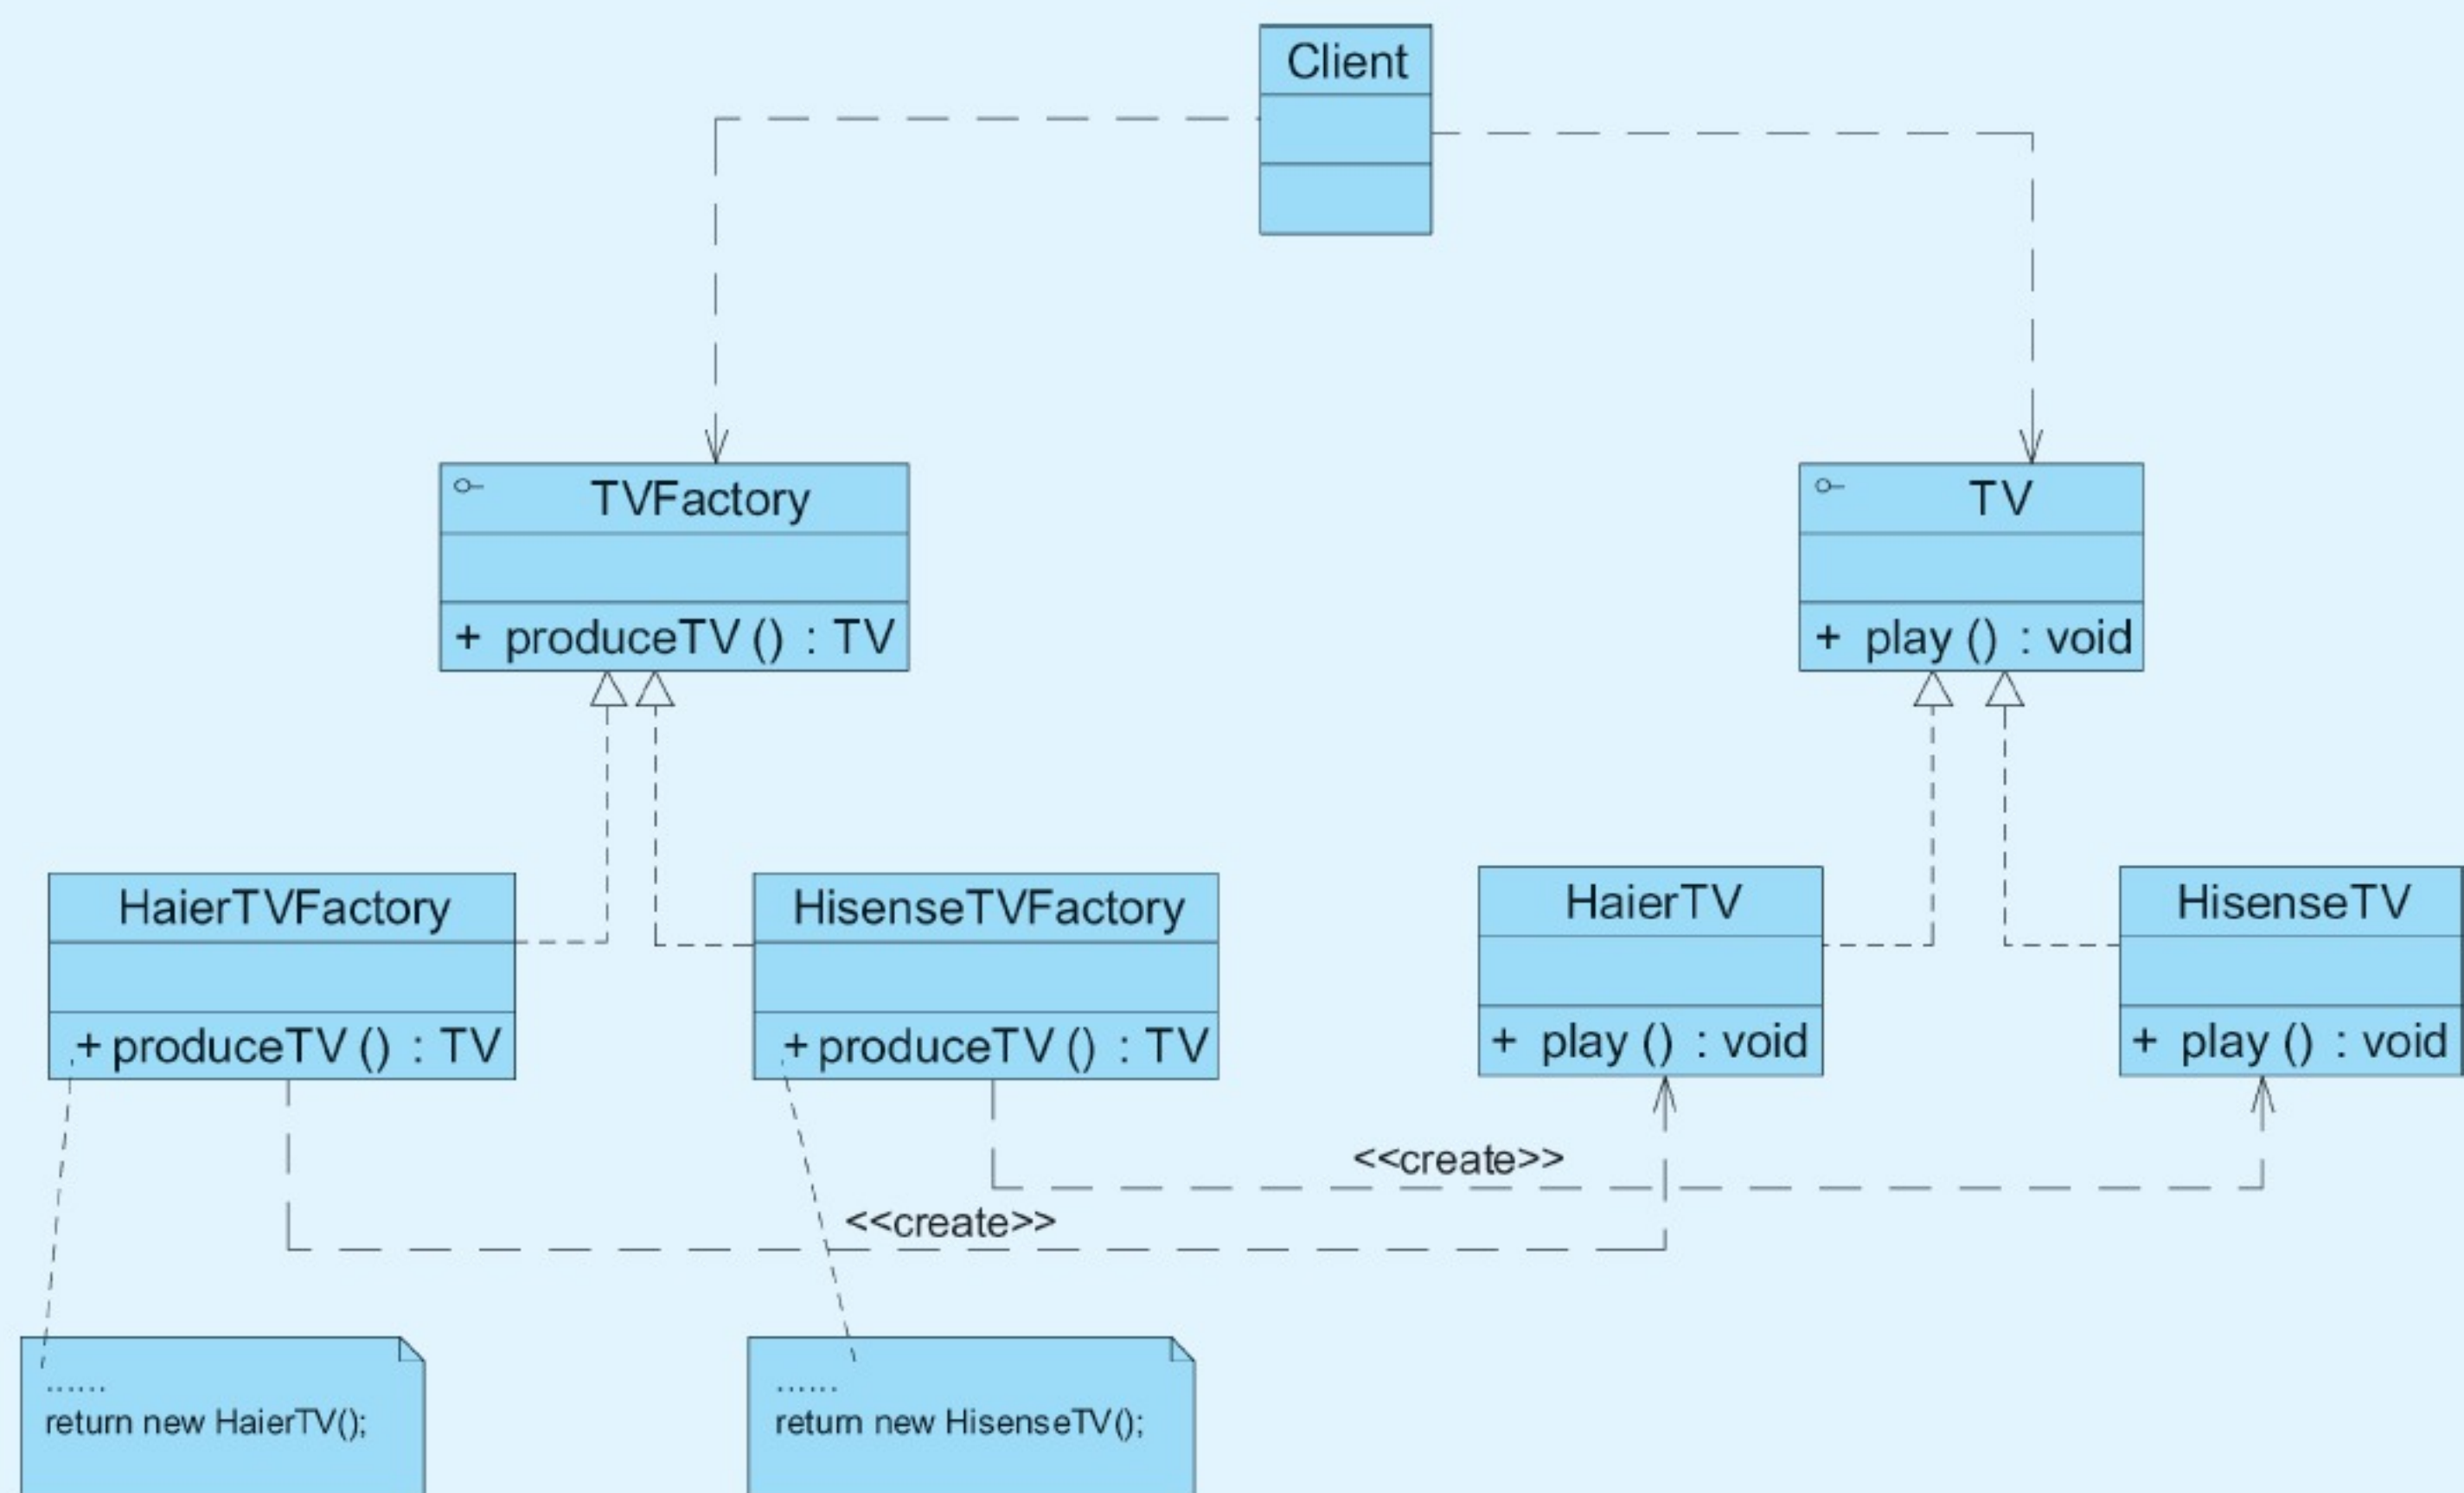 Client
TVFactory
+ produceTV () : TV
TV
+ play () : void
HaierTVFactory
+ produceTV () : TV
HisenseTVFactory
+ produceTV () : TV
HaierTV
+ play () : void
HisenseTV
+ play () : void
<<create>>
<<create>>
......
return new HaierTV();
......
return new HisenseTV();